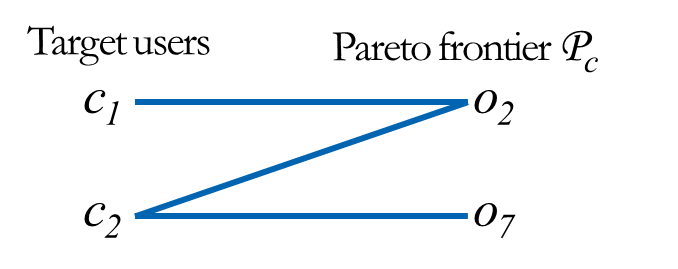 Target users Pareto frontier 𝒫c
c1 o2
c2 o7